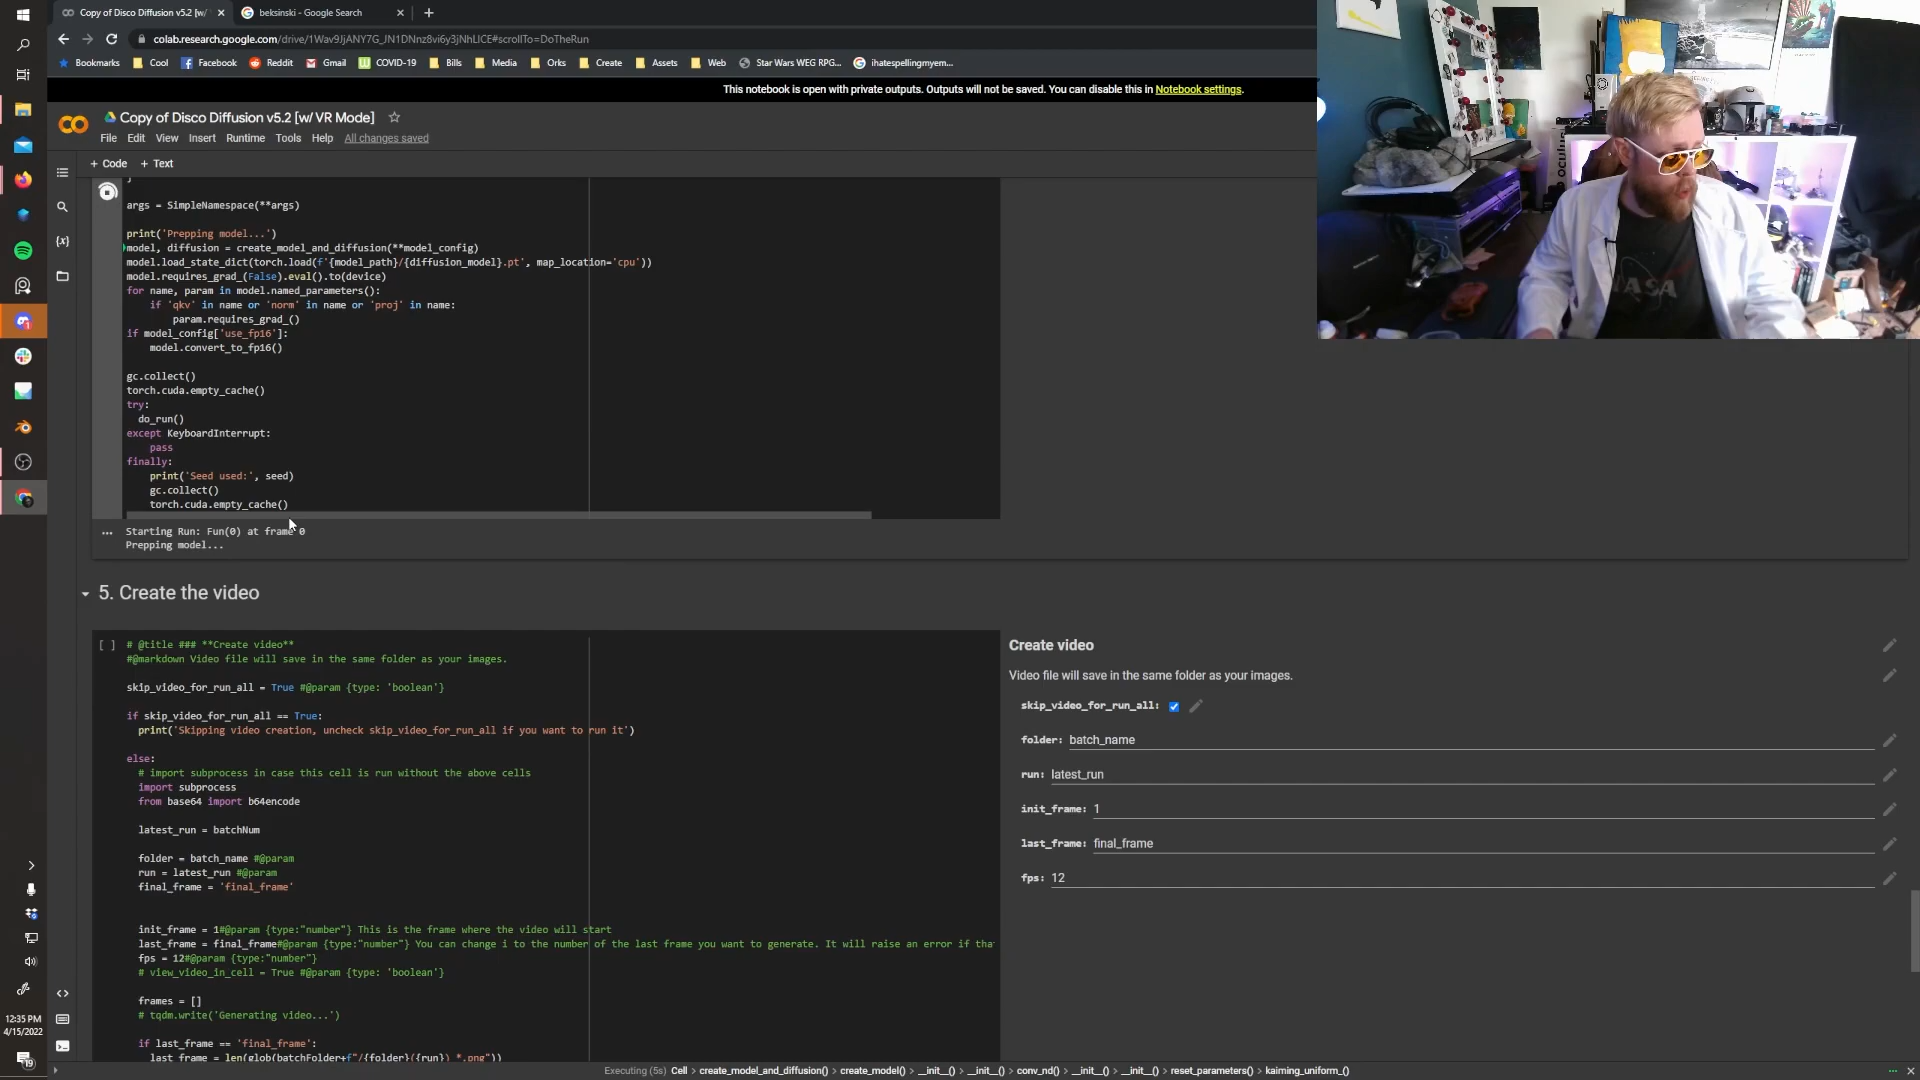 Copy of Disco Diffusion v5.2 [w/
beksinski - Google Search
colab.research.google.com/drive/1Wav9JjANY7G_JN1DNnz8vi6y3jNhLICE#scrollTo=DoTheRun
Bookmarks Cool Facebook Reddit Gmail COVID-19 Bills Media Orks Create Assets Web Star Wars WEG RPG... ihatespellingmyem...
This notebook is open with private outputs. Outputs will not be saved. You can disable this in Notebook settings.
Copy of Disco Diffusion v5.2 [w/ VR Mode]
File Edit View Insert Runtime Tools Help All changes saved
+ Code + Text
}
args = SimpleNamespace(**args)
print('Prepping model...')
model, diffusion = create_model_and_diffusion(**model_config)
model.load_state_dict(torch.load(f'{model_path}/{diffusion_model}.pt', map_location='cpu'))
model.requires_grad_(False).eval().to(device)
for name, param in model.named_parameters():
if 'qkv' in name or 'norm' in name or 'proj' in name:
param.requires_grad_()
if model_config['use_fp16']:
model.convert_to_fp16()
gc.collect()
torch.cuda.empty_cache()
try:
do_run()
except KeyboardInterrupt:
pass
finally:
print('Seed used:', seed)
gc.collect()
torch.cuda.empty_cache()
Starting Run: Fun(0) at frame 0
Prepping model...
5. Create the video
[ ] # @title ### **Create video**
#@markdown Video file will save in the same folder as your images.
skip_video_for_run_all = True #@param {type: 'boolean'}
if skip_video_for_run_all == True:
print('Skipping video creation, uncheck skip_video_for_run_all if you want to run it')
else:
# import subprocess in case this cell is run without the above cells
import subprocess
from base64 import b64encode
latest_run = batchNum
folder = batch_name #@param
run = latest_run #@param
final_frame = 'final_frame'
init_frame = 1#@param {type:"number"} This is the frame where the video will start
last_frame = final_frame#@param {type:"number"} You can change i to the number of the last frame you want to generate. It will raise an error if tha
fps = 12#@param {type:"number"}
# view_video_in_cell = True #@param {type: 'boolean'}
frames = []
# tqdm.write('Generating video...')
if last_frame == 'final_frame':
last_frame = len(glob(batchFolder+f"/{folder}({run})_*.png"))
Create video
Video file will save in the same folder as your images.
skip_video_for_run_all:
folder: batch_name
run: latest_run
init_frame: 1
last_frame: final_frame
fps: 12
NASA
oculus
12:35 PM
4/15/2022
19
Executing (5s) Cell > create_model_and_diffusion() > create_model() > __init__() > __init__() > conv_nd() > __init__() > __init__() > reset_parameters() > kaiming_uniform_()